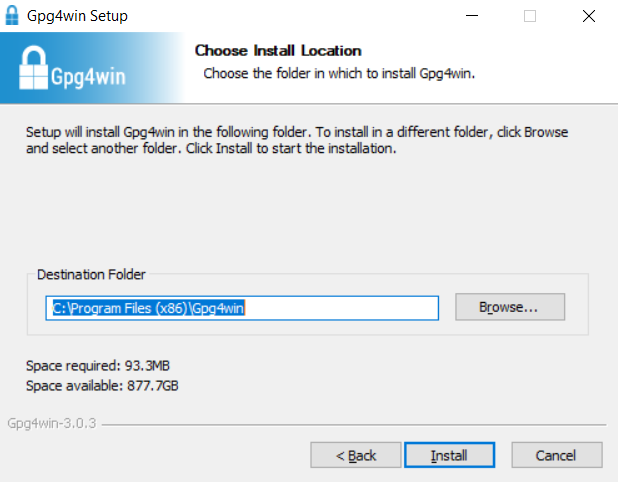 Gpg4win Setup
Gpg4win
Choose Install Location
Choose the folder in which to install Gpg4win.
Setup will install Gpg4win in the following folder. To install in a different folder, click Browse
and select another folder. Click Install to start the installation.
Destination Folder
C:\Program Files (x86)\Gpg4win
Browse...
Space required: 93.3MB
Space available: 877.7GB
Gpg4win-3.0.3
< Back
Install
Cancel